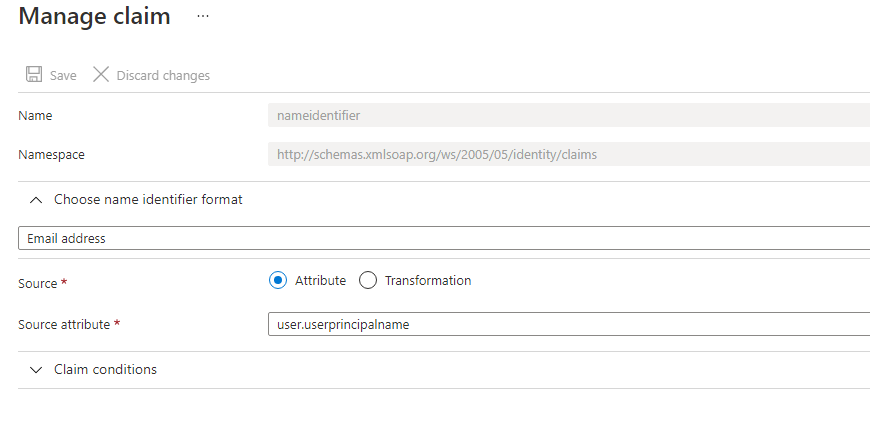 Manage claim ...
Save Discard changes
Name nameidentifier
Namespace http://schemas.xmlsoap.org/ws/2005/05/identity/claims
Choose name identifier format
Email address
Source * Attribute Transformation
Source attribute * user.userprincipalname
Claim conditions